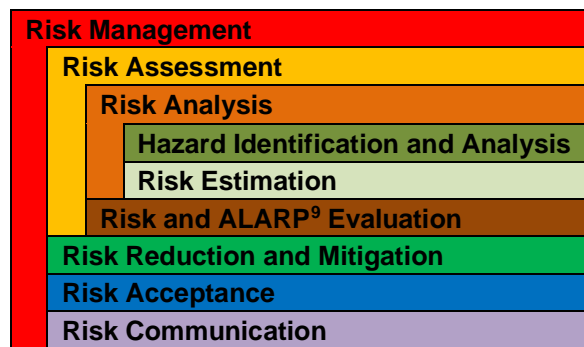 Risk Management
Risk Assessment
Risk Analysis
Hazard Identification and Analysis
Risk Estimation
Risk and ALARP⁹ Evaluation
Risk Reduction and Mitigation
Risk Acceptance
Risk Communication